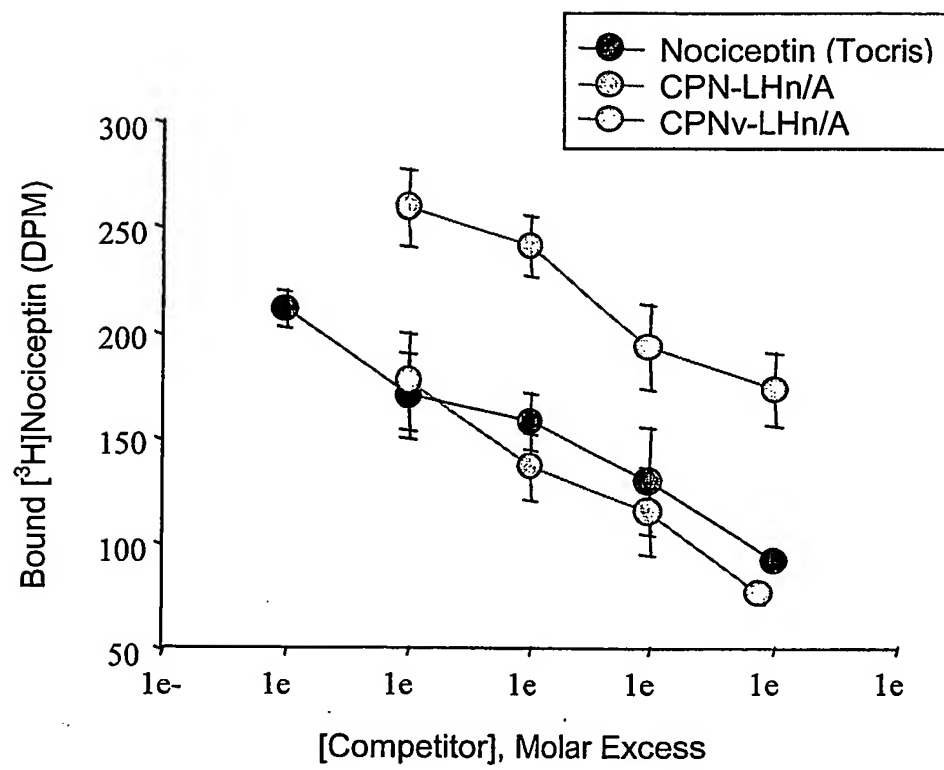 Nociceptin (Tocris)
CPN-LHn/A
CPNv-LHn/A
300
250
200
150
100
50
Bound [³H]Nociceptin (DPM)
1e- 1e 1e 1e 1e 1e 1e
[Competitor], Molar Excess